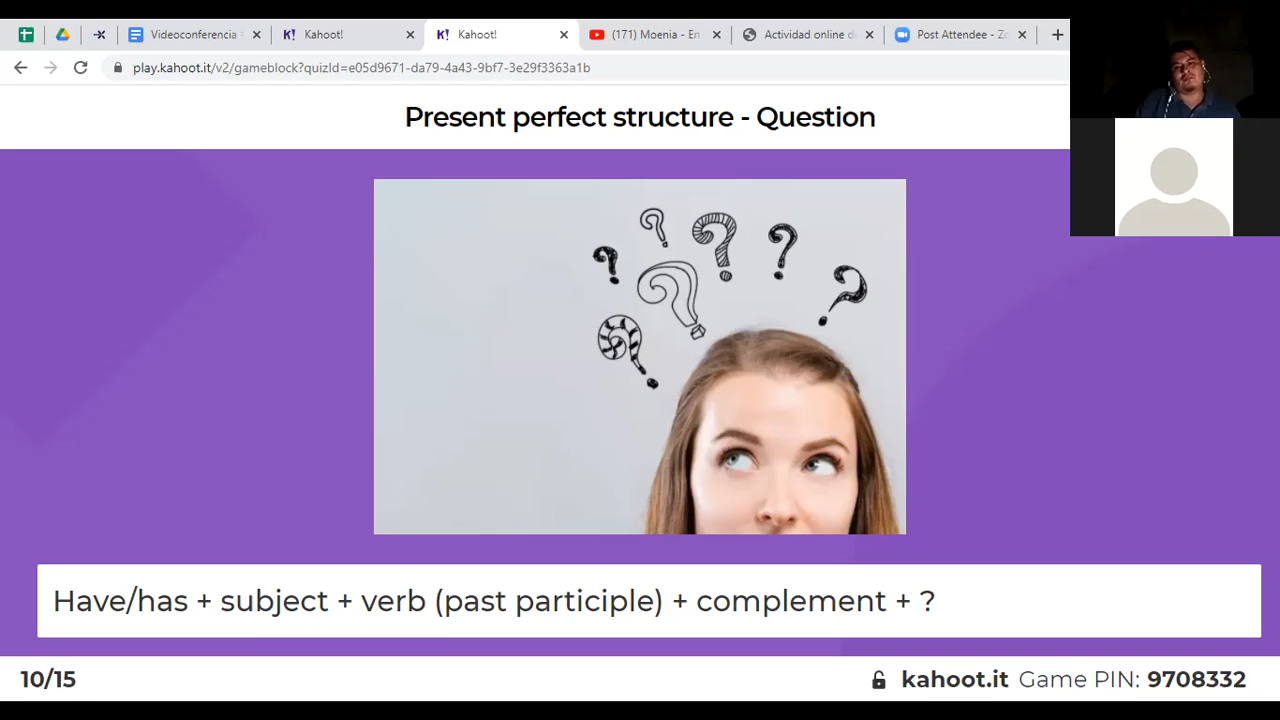 Videoconferencia
Kahoot!
Kahoot!
(171) Moenia - En
Actividad online de
Post Attendee - Zo
play.kahoot.it/v2/gameblock?quizId=e05d9671-da79-4a43-9bf7-3e29f3363a1b
Present perfect structure - Question
? ? ? ? ? ? ?
Have/has + subject + verb (past participle) + complement + ?
10/15
kahoot.it Game PIN: 9708332